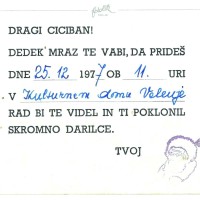 DRAGI CICIBAN!
DEDEK MRAZ TE VABI, DA PRIDEŠ
DNE 25. 12 1977 OB 11. URI
V Kulturnem domu Velenje
RAD BI TE VIDEL IN TI POKLONIL
SKROMNO DARILCE.
TVOJ